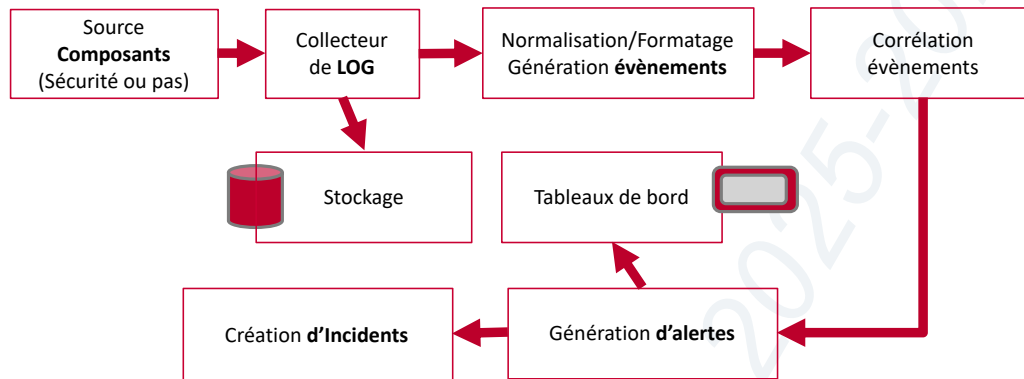 Source
Composants
(Sécurité ou pas)
Collecteur
de LOG
Normalisation/Formatage
Génération évènements
Corrélation
évènements
Stockage
Tableaux de bord
Création d'Incidents
Génération d'alertes